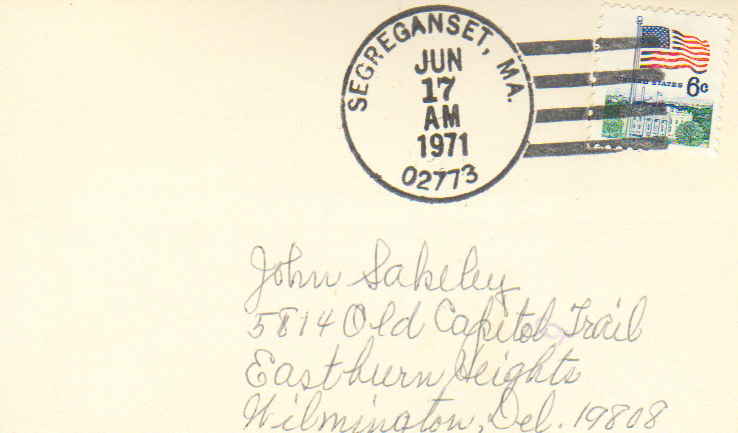 SEGREGANSET, MA.
JUN
17
AM
1971
02773
UNITED STATES 6c
John Sakeley
5814 Old Capitol Trail
Eastburn Heights
Wilmington, Del. 19808